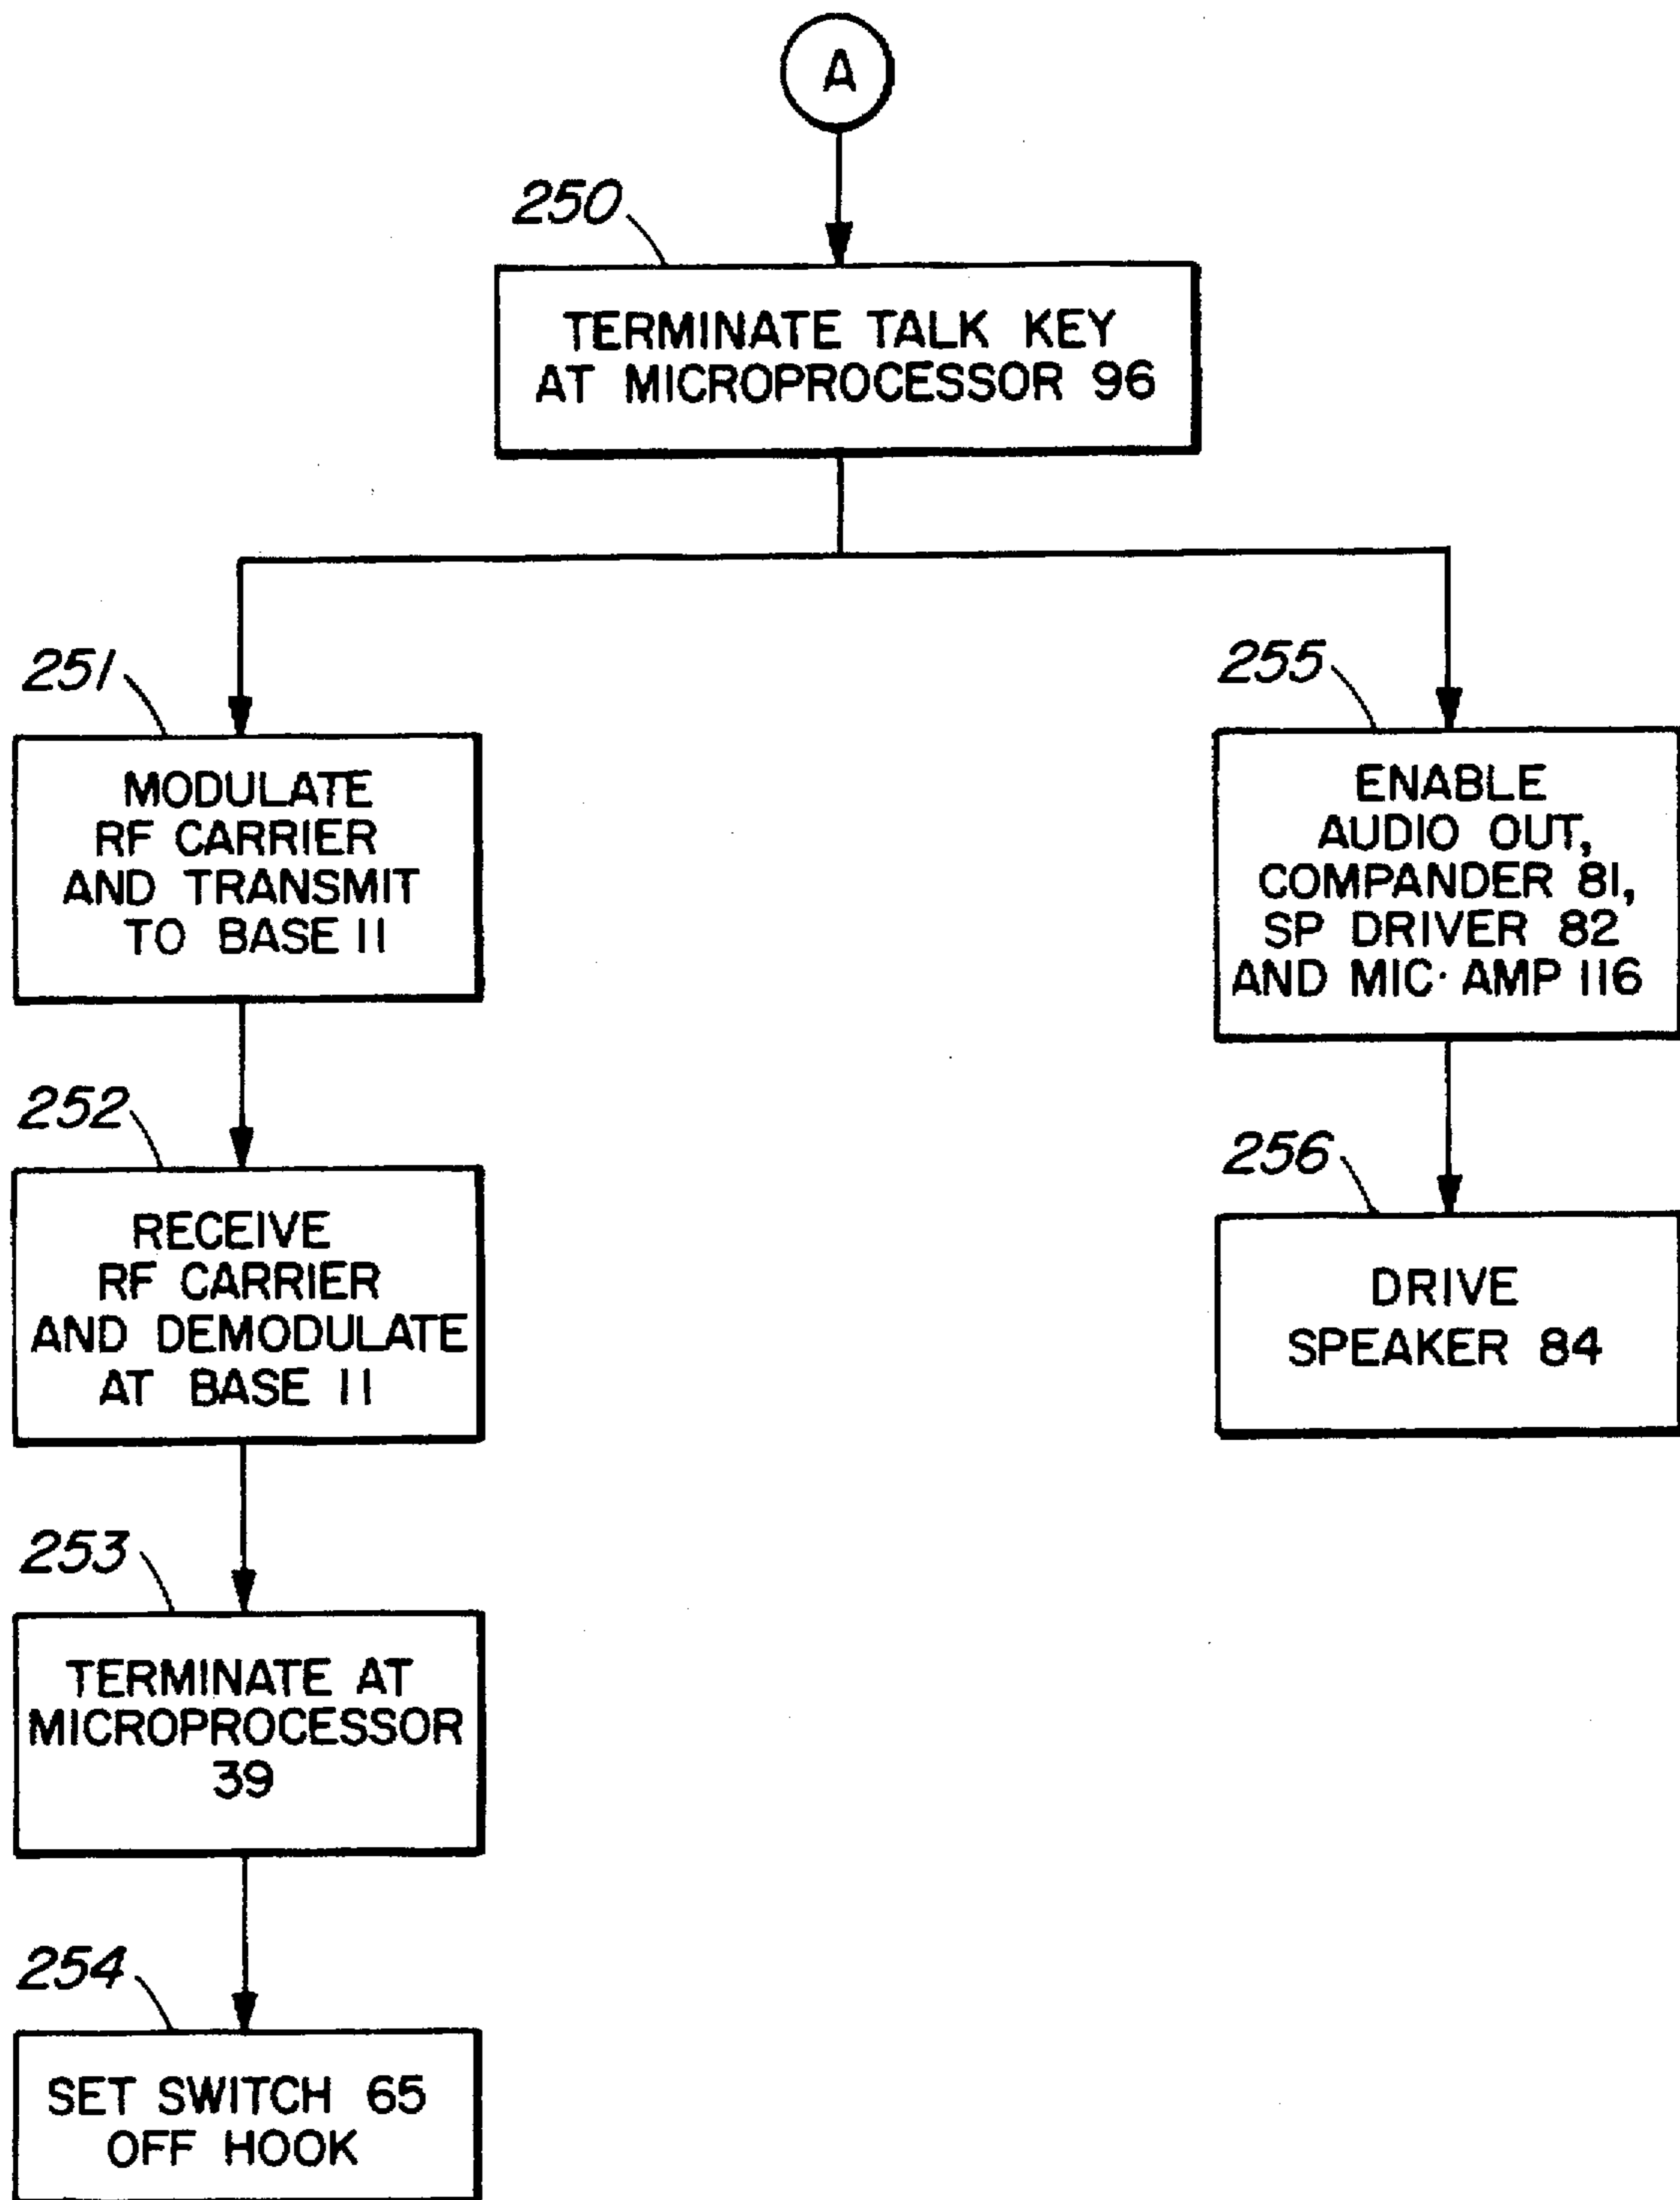 A
250
TERMINATE TALK KEY
AT MICROPROCESSOR 96
251
MODULATE
RF CARRIER
AND TRANSMIT
TO BASE 11
252
RECEIVE
RF CARRIER
AND DEMODULATE
AT BASE 11
253
TERMINATE AT
MICROPROCESSOR
39
254
SET SWITCH 65
OFF HOOK
255
ENABLE
AUDIO OUT,
COMPANDER 81,
SP DRIVER 82
AND MIC. AMP 116
256
DRIVE
SPEAKER 84